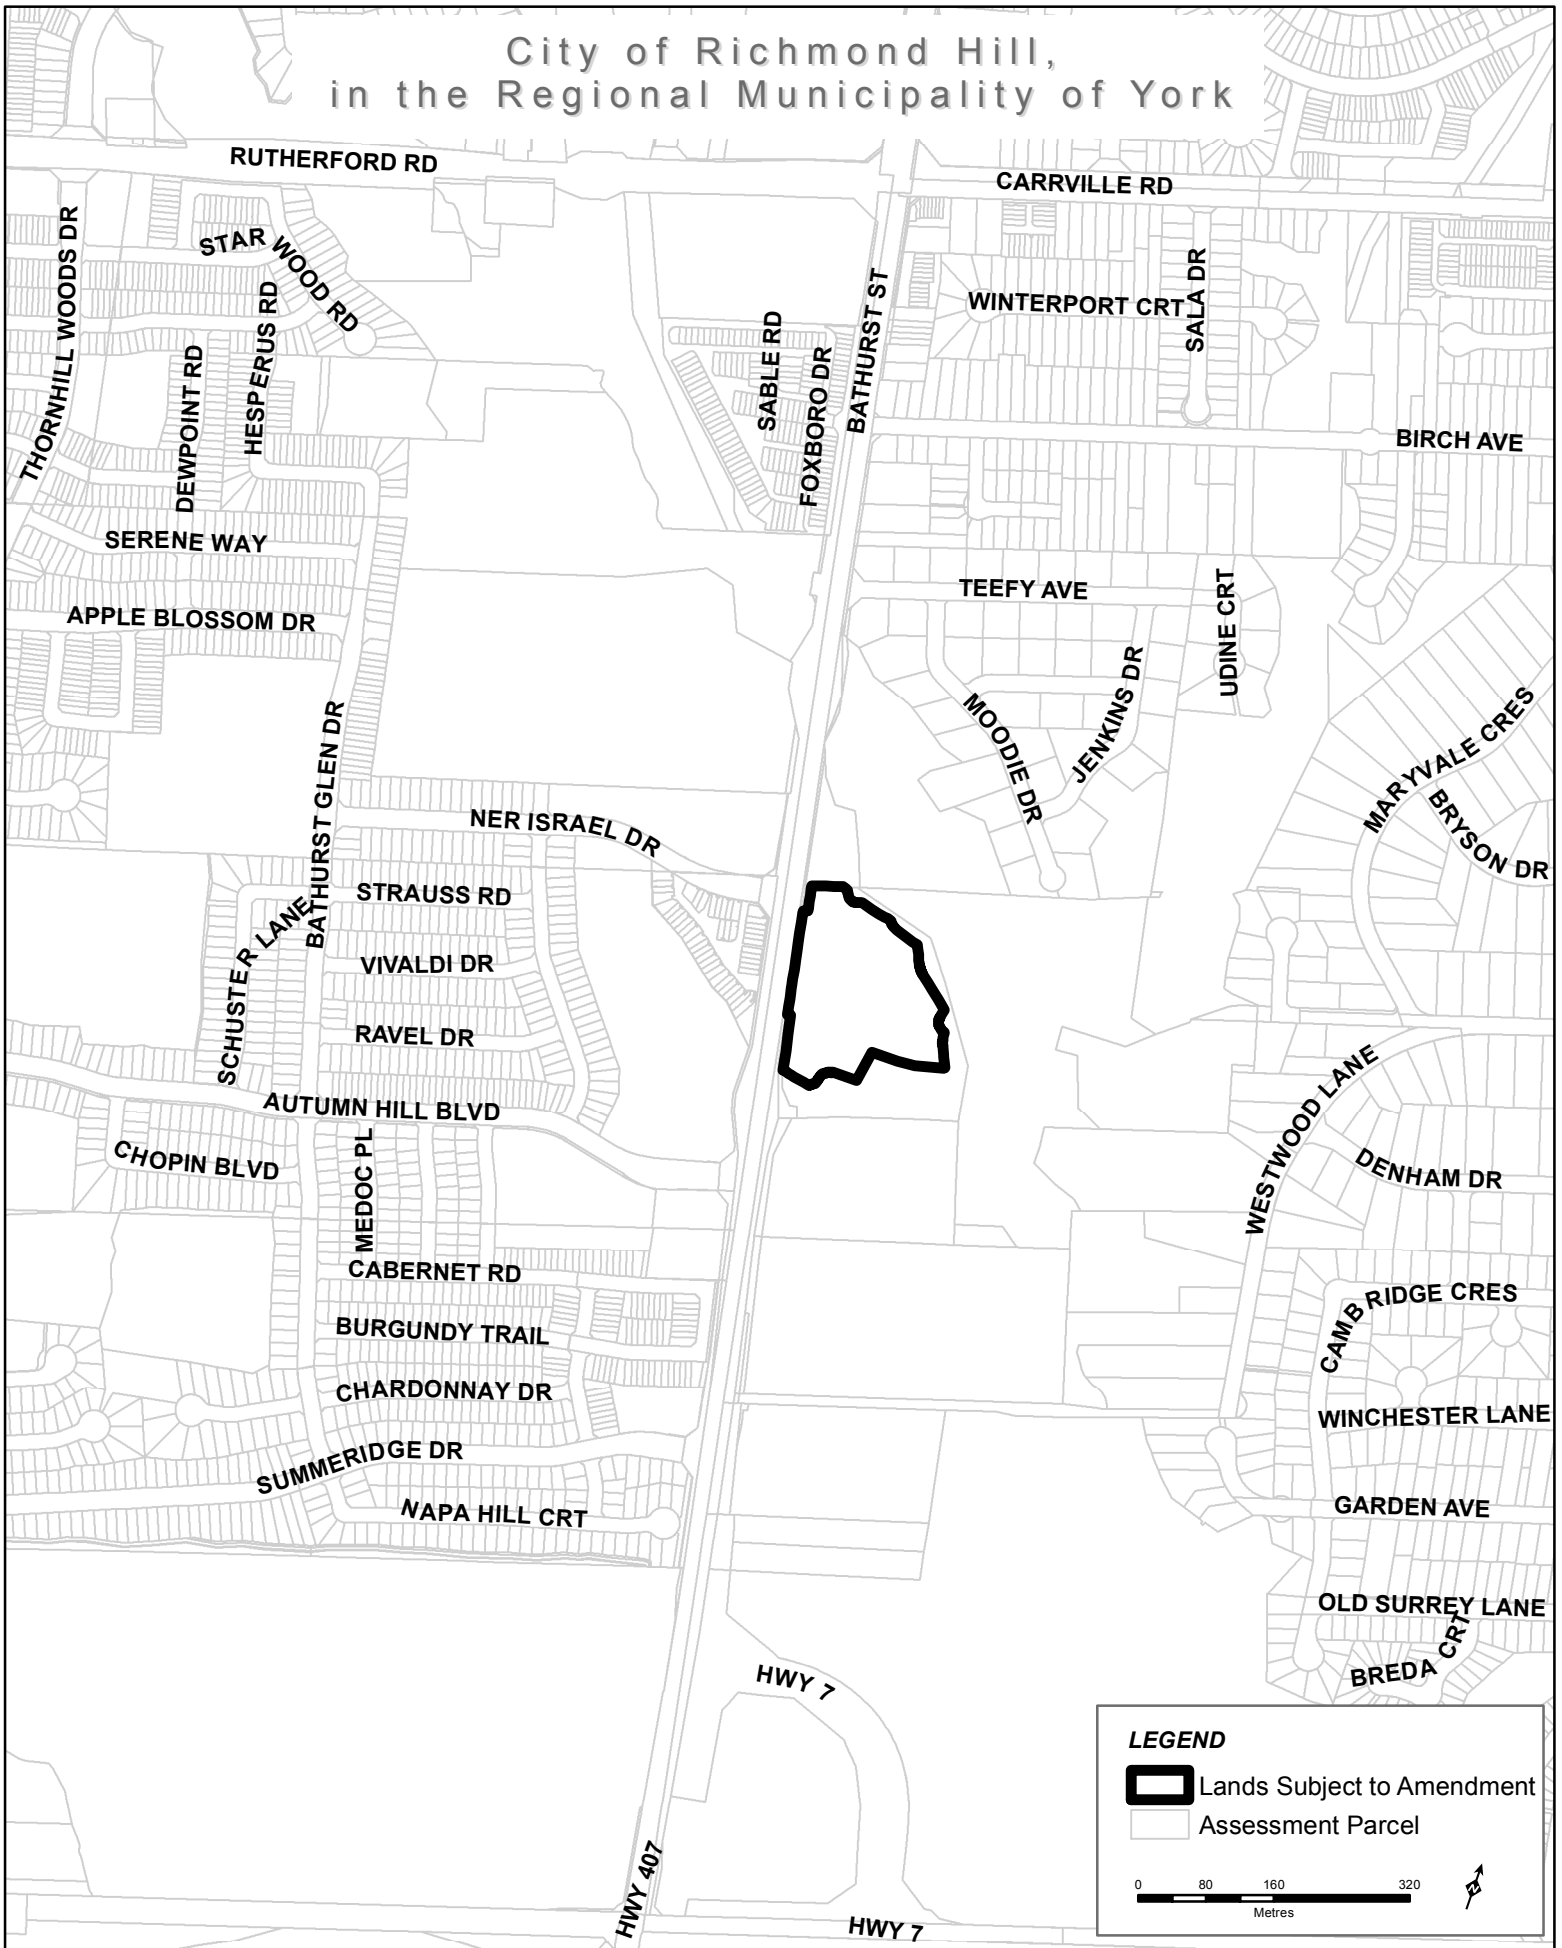 City of Richmond Hill,
in the Regional Municipality of York
RUTHERFORD RD
CARRVILLE RD
THORNHILL WOODS DR
STAR WOOD RD
HESPERUS RD
DEWPOINT RD
SABLE RD
FOXBORO DR
BATHURST ST
WINTERPORT CRT
SALA DR
BIRCH AVE
SERENE WAY
APPLE BLOSSOM DR
TEEFY AVE
UDINE CRT
MOODIE DR
JENKINS DR
MARYVALE CRES
BRYSON DR
BATHURST GLEN DR
NER ISRAEL DR
STRAUSS RD
SCHUSTER LANE
VIVALDI DR
RAVEL DR
AUTUMN HILL BLVD
CHOPIN BLVD
MEDOC PL
WESTWOOD LANE
DENHAM DR
CABERNET RD
CAMB RIDGE CRES
BURGUNDY TRAIL
CHARDONNAY DR
WINCHESTER LANE
SUMMERIDGE DR
NAPA HILL CRT
GARDEN AVE
OLD SURREY LANE
BREDA CRT
HWY 7
HWY 407
HWY 7
LEGEND
Lands Subject to Amendment
Assessment Parcel
0 80 160 320
Metres
N